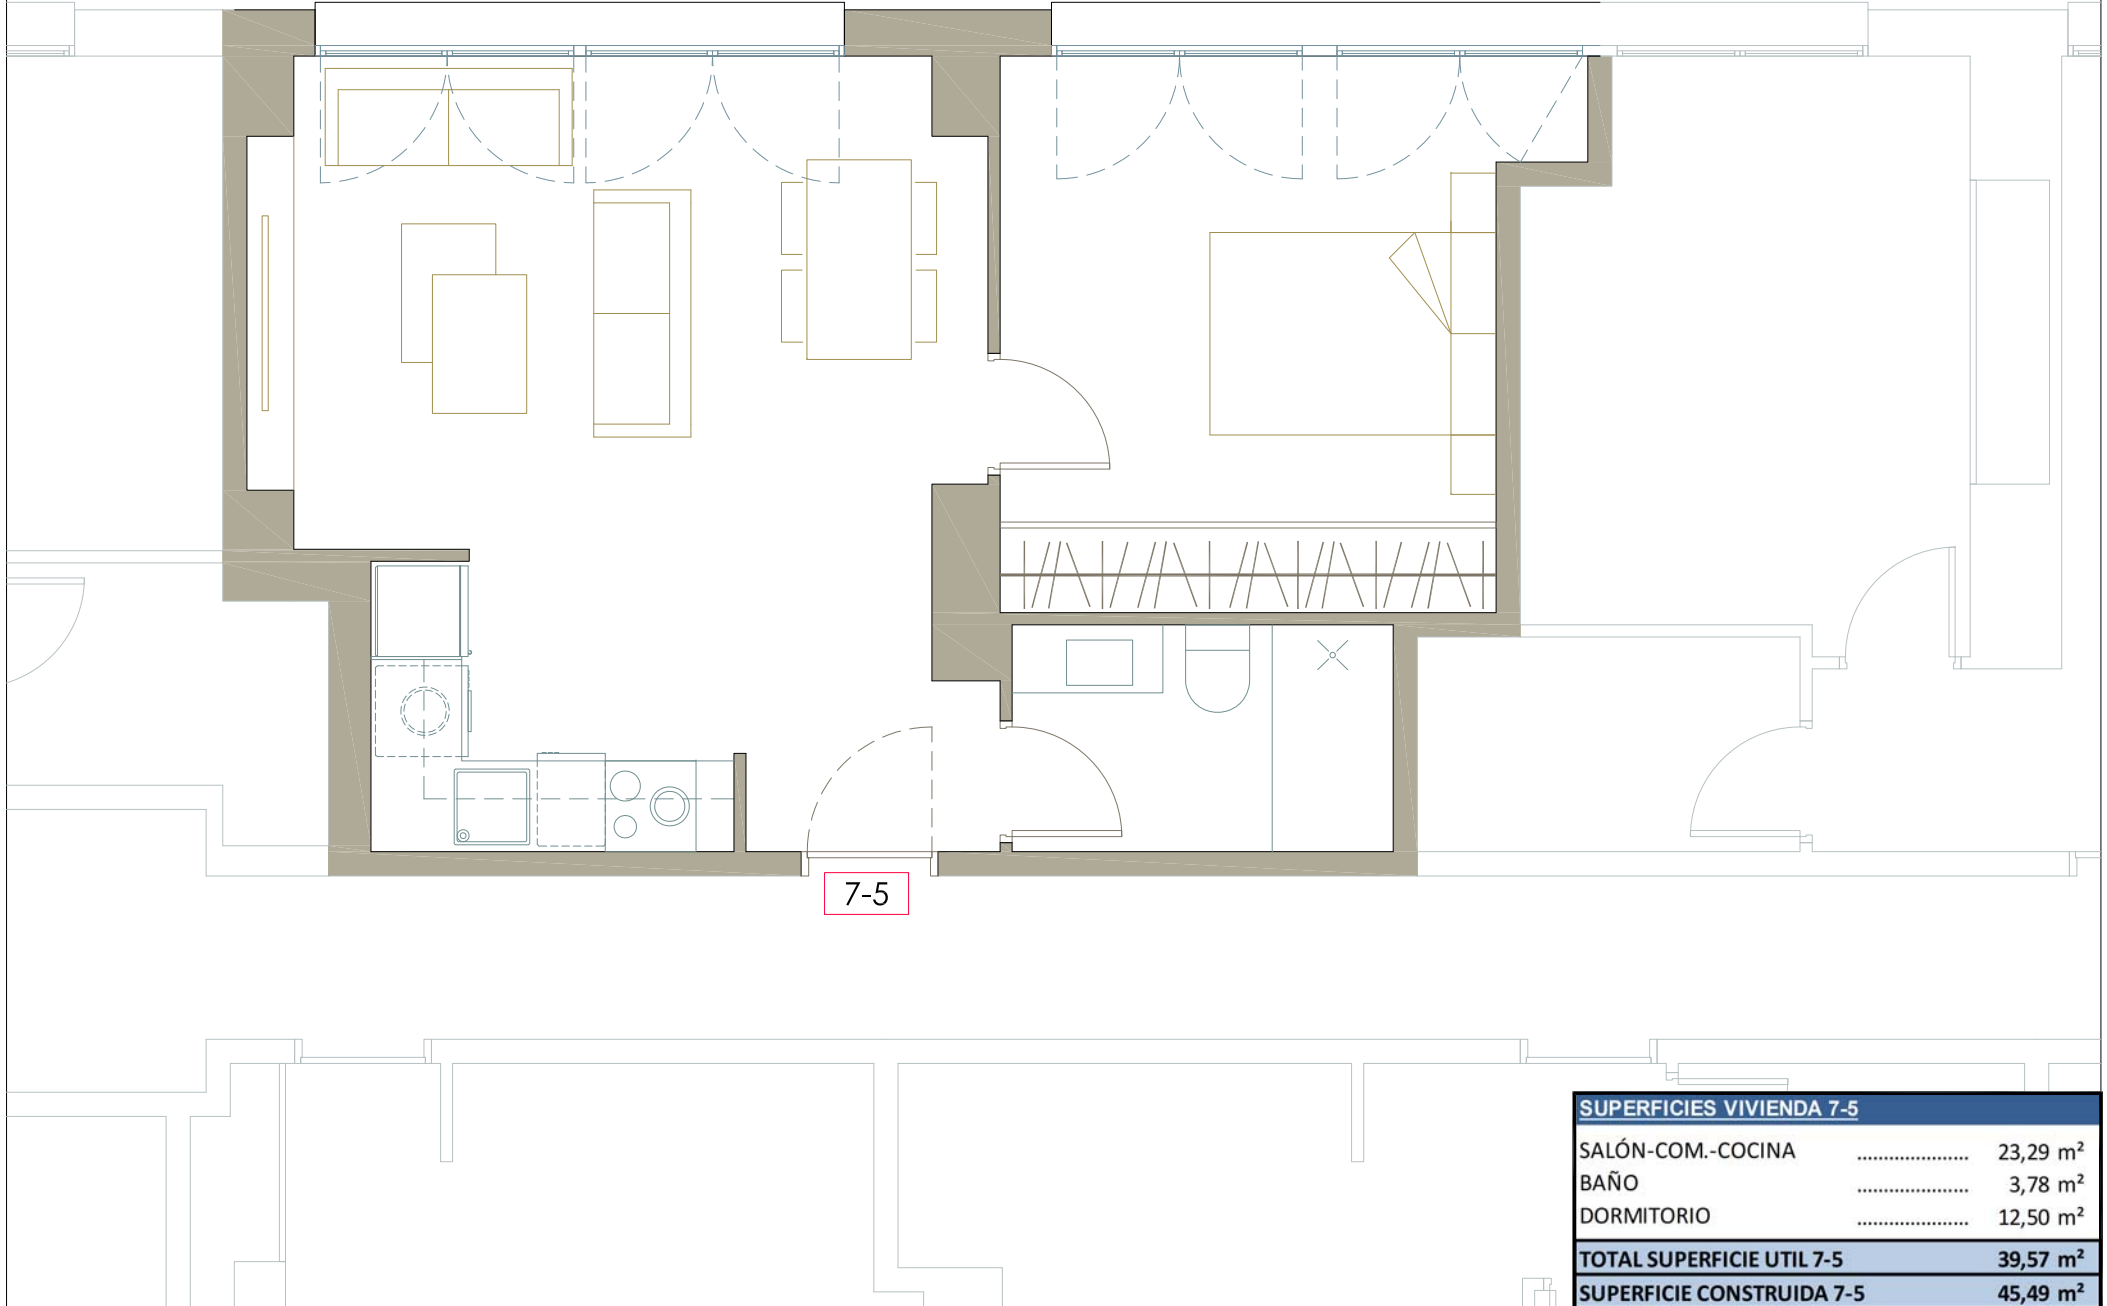 7-5
SUPERFICIES VIVIENDA 7-5
SALÓN-COM.-COCINA ..................... 23,29 m²
BAÑO ..................... 3,78 m²
DORMITORIO ..................... 12,50 m²
TOTAL SUPERFICIE UTIL 7-5 39,57 m²
SUPERFICIE CONSTRUIDA 7-5 45,49 m²